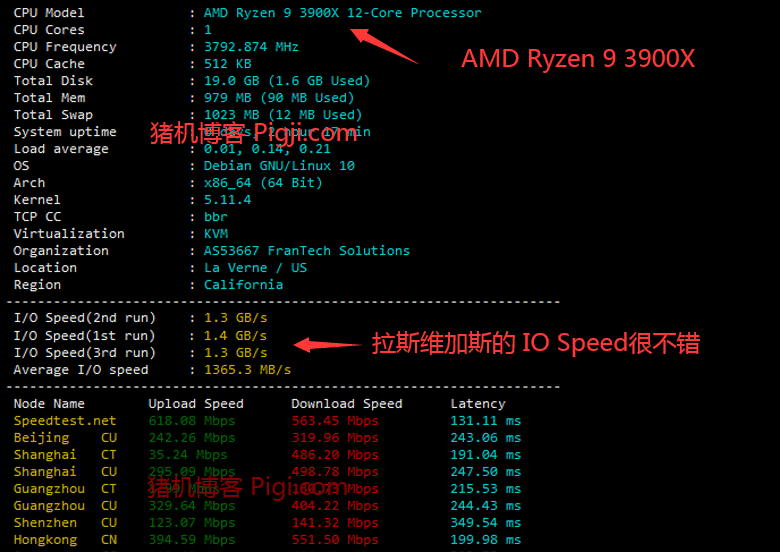 CPU Model : AMD Ryzen 9 3900X 12-Core Processor
CPU Cores : 1
AMD Ryzen 9 3900X
CPU Frequency : 3792.874 MHz
CPU Cache : 512 KB
Total Disk : 19.0 GB (1.6 GB Used)
Total Mem : 979 MB (90 MB Used)
Total Swap : 1023 MB (12 MB Used)
System uptime : days, 2 hour 17 min
猪机博客 Pigji.com
Load average : 0.01, 0.14, 0.21
OS : Debian GNU/Linux 10
Arch : x86_64 (64 Bit)
Kernel : 5.11.4
TCP CC : bbr
Virtualization : KVM
Organization : AS53667 FranTech Solutions
Location : La Verne / US
Region : California
----------------------------------------------------------------------
I/O Speed(2nd run) : 1.3 GB/s
I/O Speed(1st run) : 1.4 GB/s
拉斯维加斯的 IO Speed很不错
I/O Speed(3rd run) : 1.3 GB/s
Average I/O speed : 1365.3 MB/s
----------------------------------------------------------------------
Node Name Upload Speed Download Speed Latency
Speedtest.net 618.08 Mbps 563.45 Mbps 131.11 ms
Beijing CU 242.26 Mbps 319.96 Mbps 243.06 ms
Shanghai CT 35.24 Mbps 486.20 Mbps 191.04 ms
Shanghai CU 295.09 Mbps 498.78 Mbps 247.50 ms
Guangzhou CT Mbps 215.53 ms
猪机博客 Pigji.com
Guangzhou CU 329.64 Mbps 404.22 Mbps 244.43 ms
Shenzhen CU 123.07 Mbps 141.32 Mbps 349.54 ms
Hongkong CN 394.59 Mbps 551.50 Mbps 199.98 ms